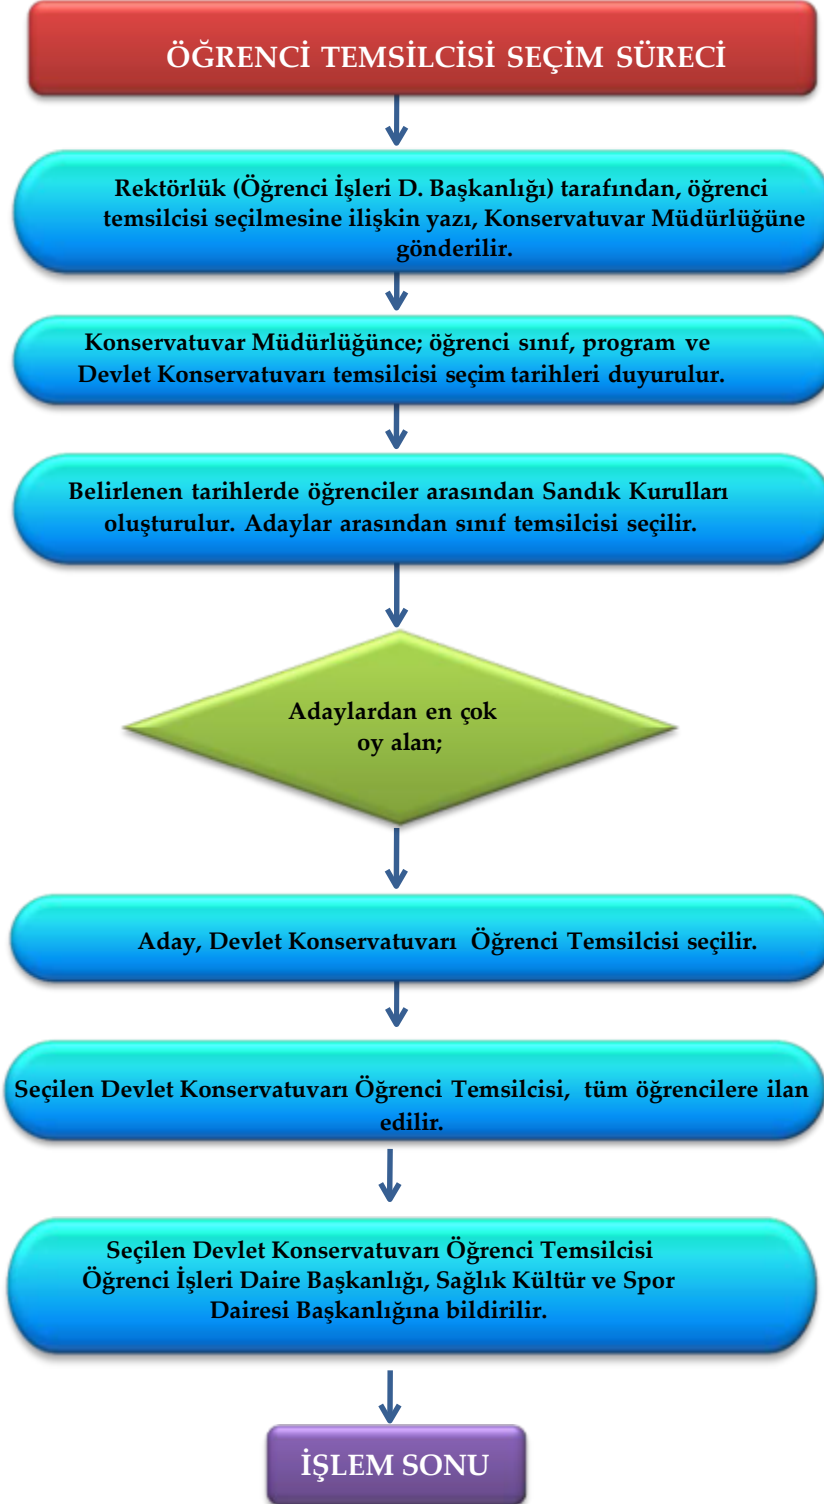 ÖĞRENCİ TEMSİLCİSİ SEÇİM SÜRECİ
Rektörlük (Öğrenci İşleri D. Başkanlığı) tarafından, öğrenci
temsilcisi seçilmesine ilişkin yazı, Konservatuvar Müdürlüğüne
gönderilir.
Konservatuvar Müdürlüğünce; öğrenci sınıf, program ve
Devlet Konservatuvarı temsilcisi seçim tarihleri duyurulur.
Belirlenen tarihlerde öğrenciler arasından Sandık Kurulları
oluşturulur. Adaylar arasından sınıf temsilcisi seçilir.
Adaylardan en çok
oy alan;
Aday, Devlet Konservatuvarı Öğrenci Temsilcisi seçilir.
Seçilen Devlet Konservatuvarı Öğrenci Temsilcisi, tüm öğrencilere ilan
edilir.
Seçilen Devlet Konservatuvarı Öğrenci Temsilcisi
Öğrenci İşleri Daire Başkanlığı, Sağlık Kültür ve Spor
Dairesi Başkanlığına bildirilir.
İŞLEM SONU